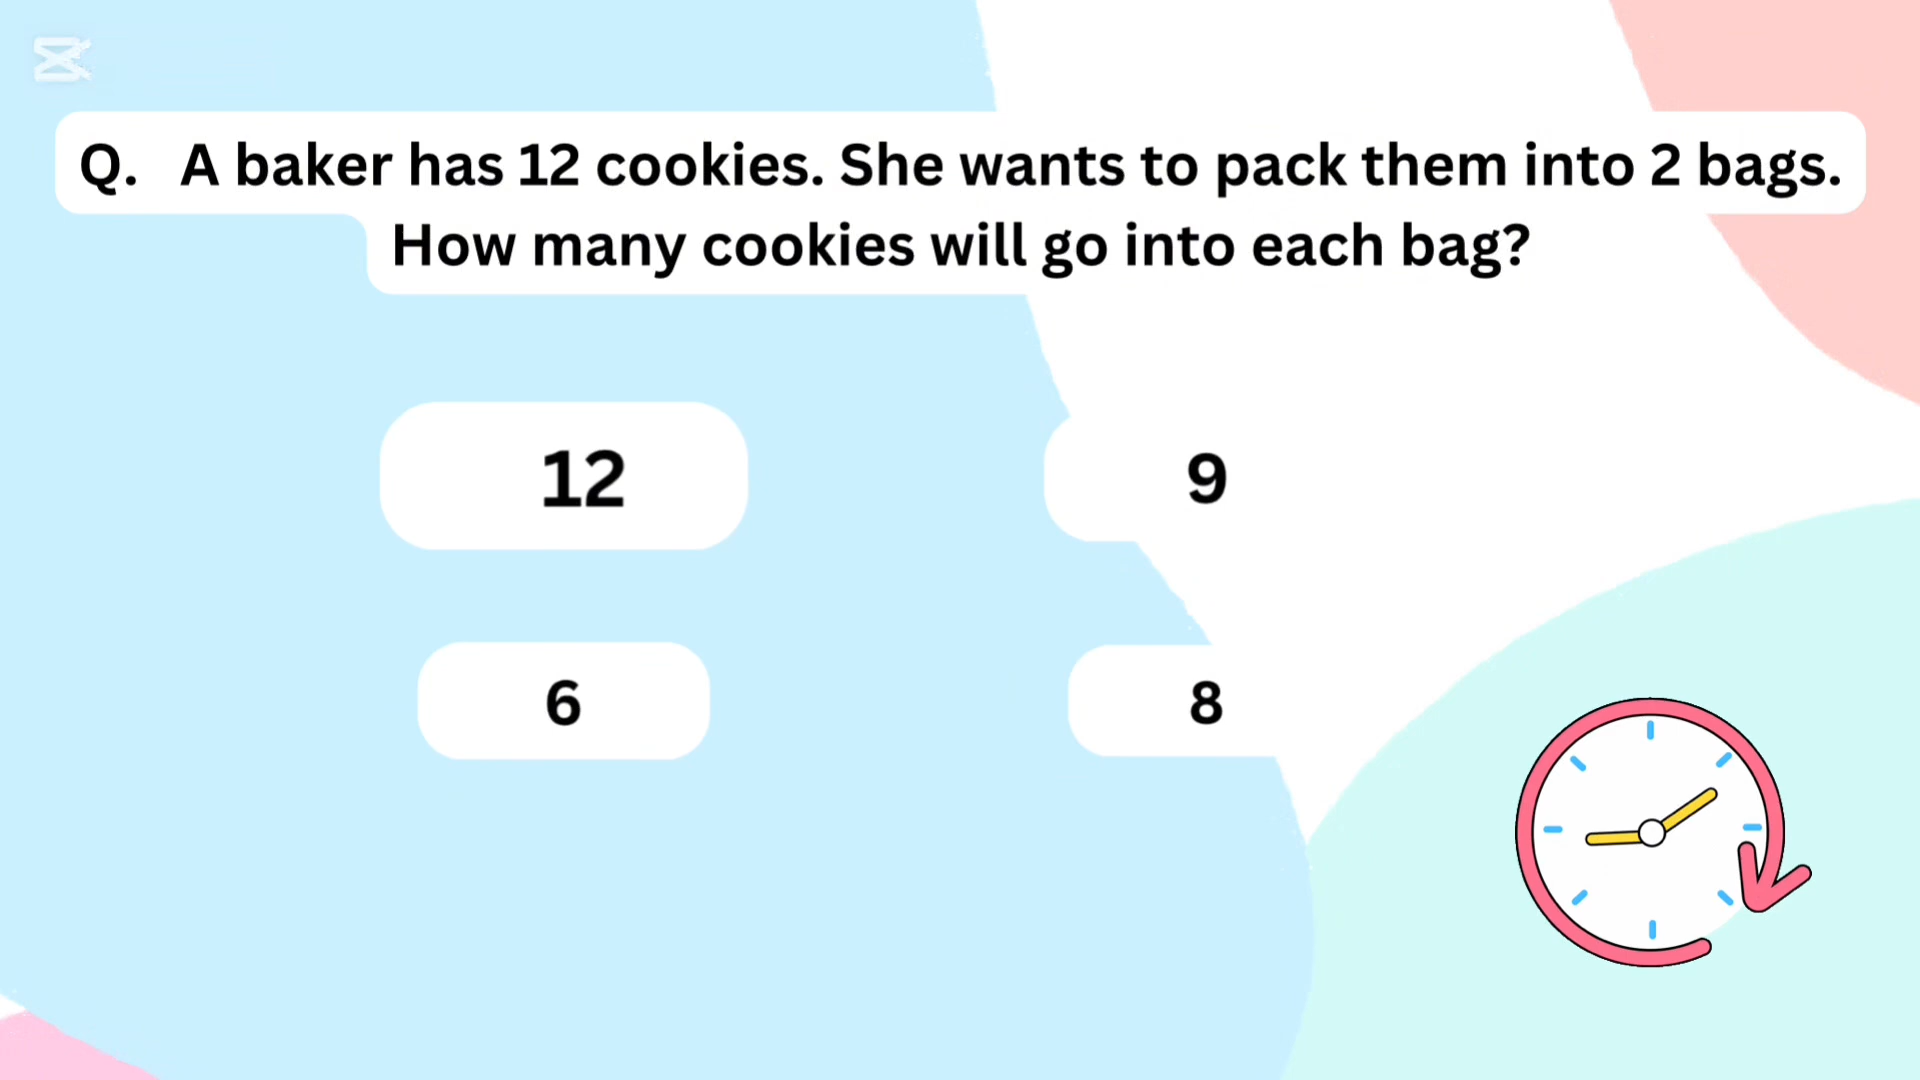 Q. A baker has 12 cookies. She wants to pack them into 2 bags.
How many cookies will go into each bag?
12
9
6
8